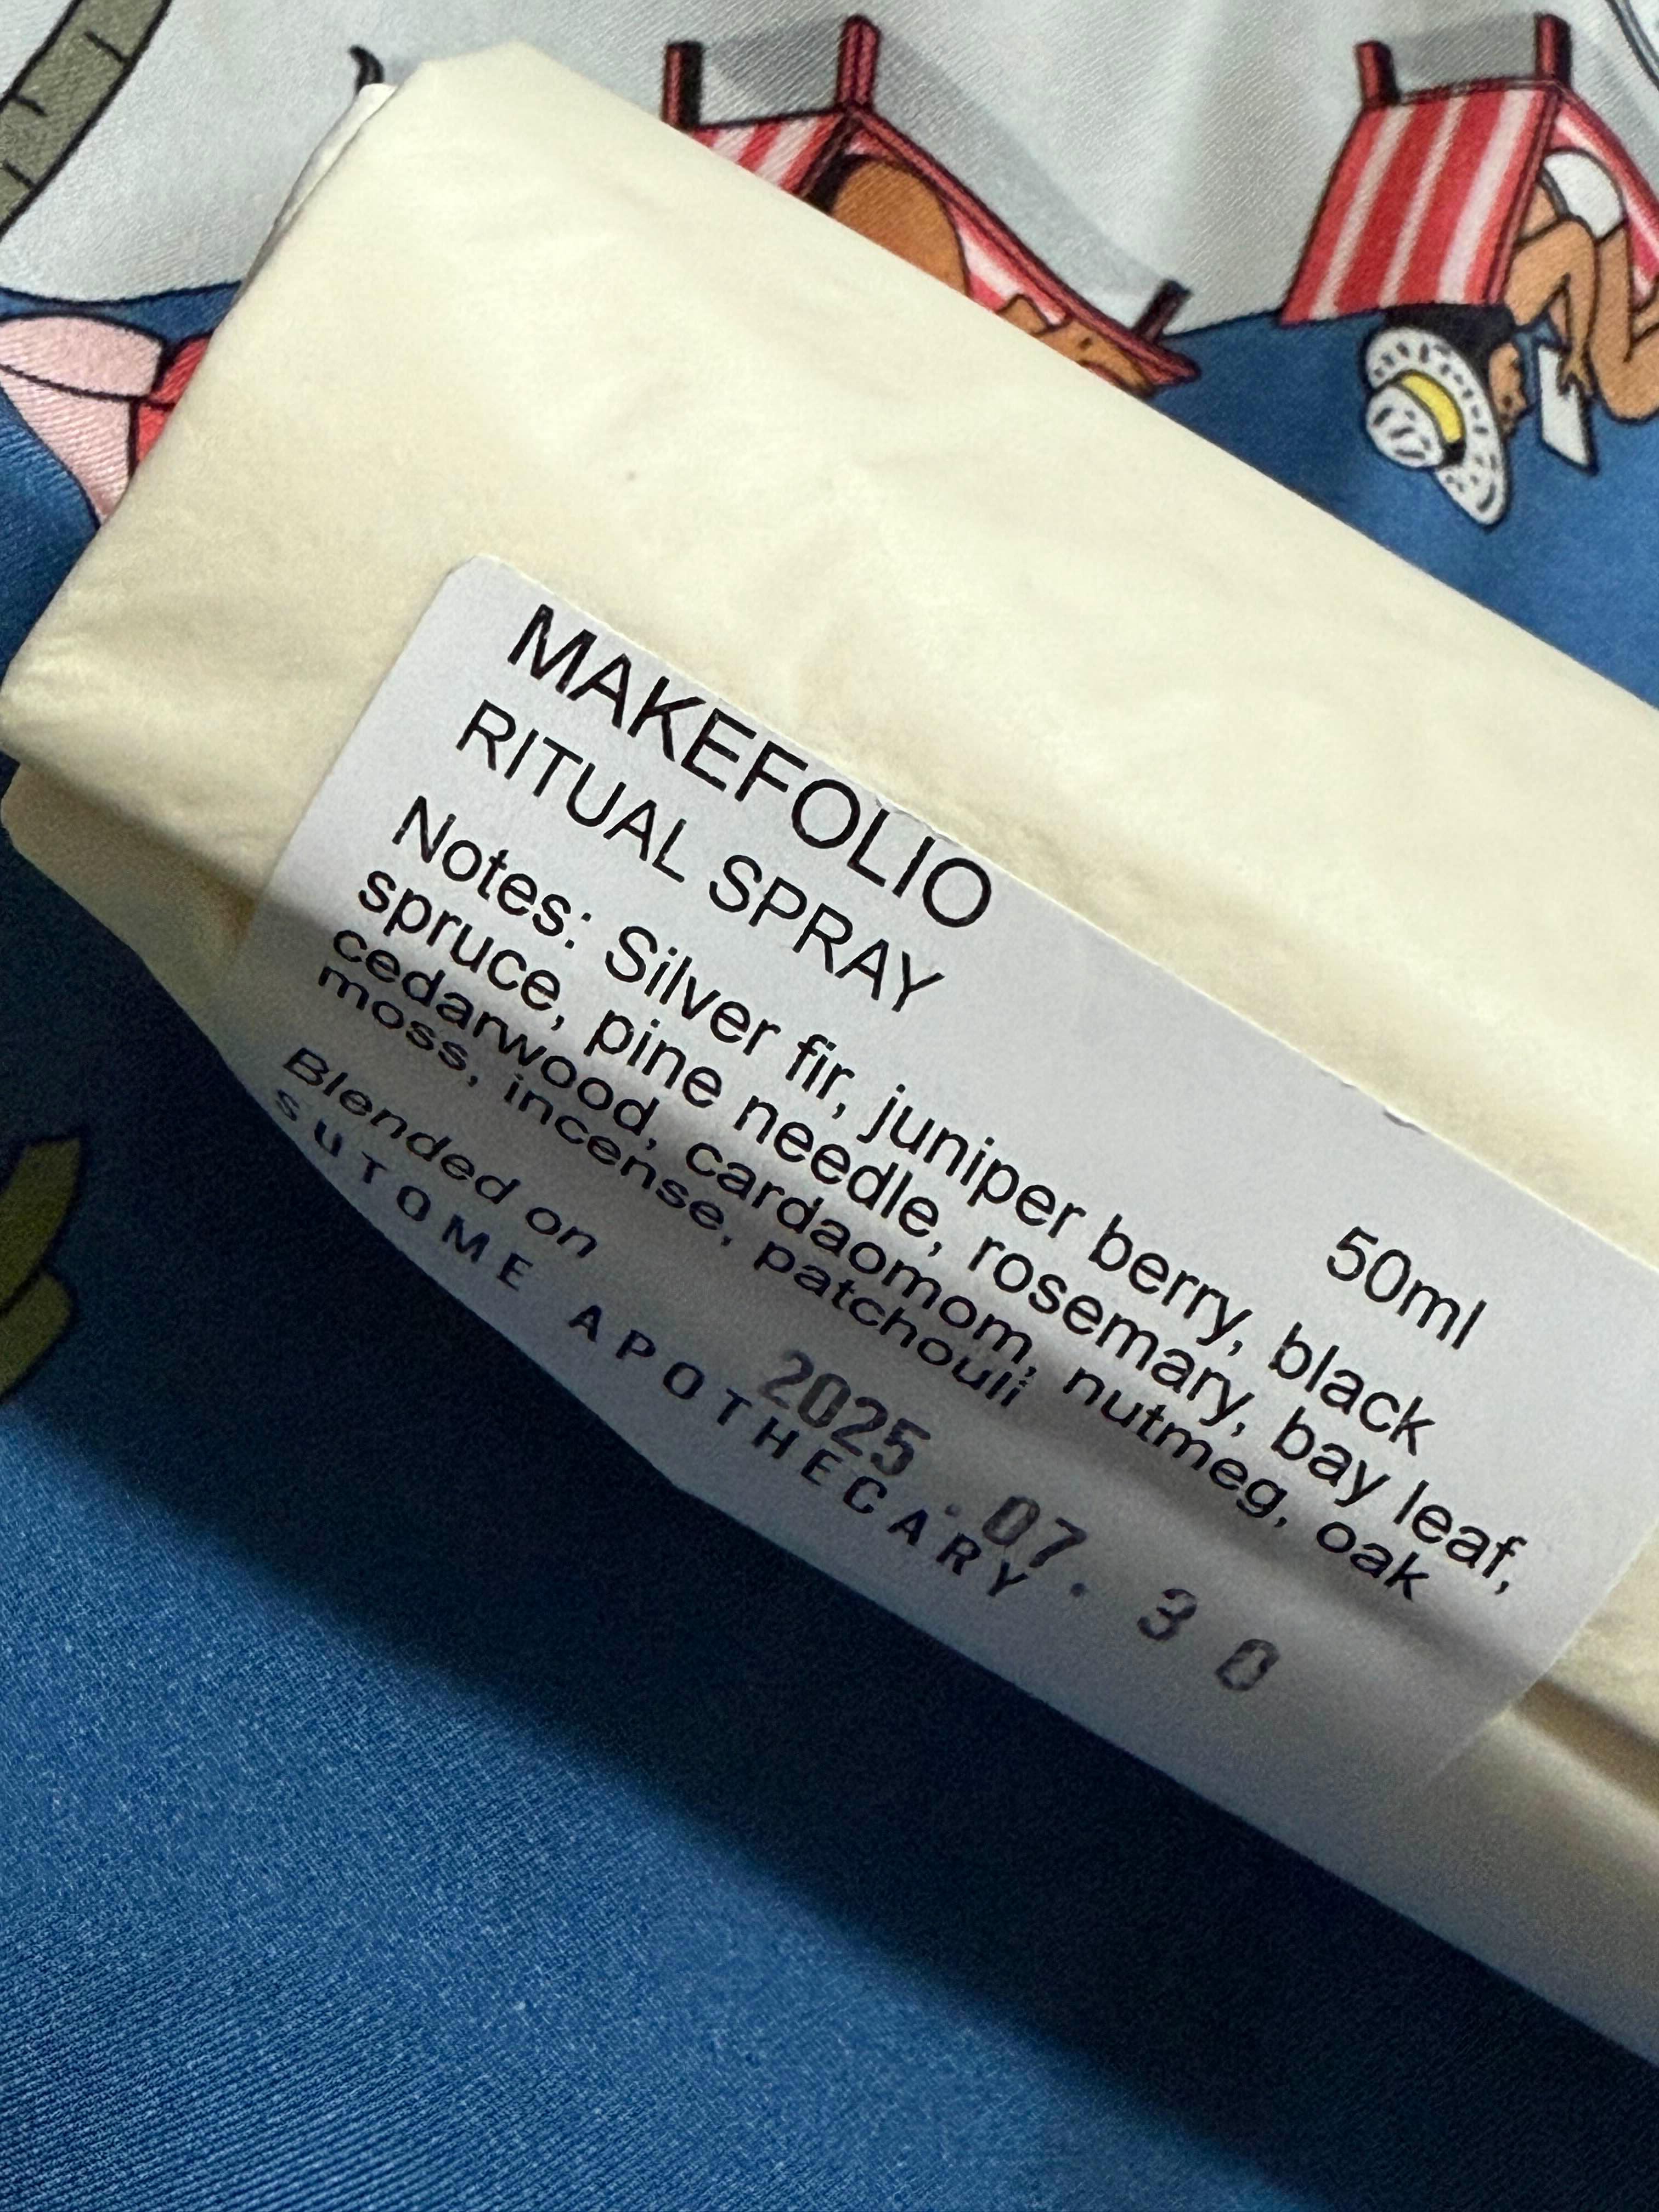 MAKEFOLIO
RITUAL SPRAY
50ml
Notes: Silver fir, juniper berry, black
spruce, pine needle, rosemary, bay leaf,
cedarwood, cardaomom, nutmeg, oak
moss, incense, patchouli
Blended on 2025.07.30
SUTOME APOTHECARY